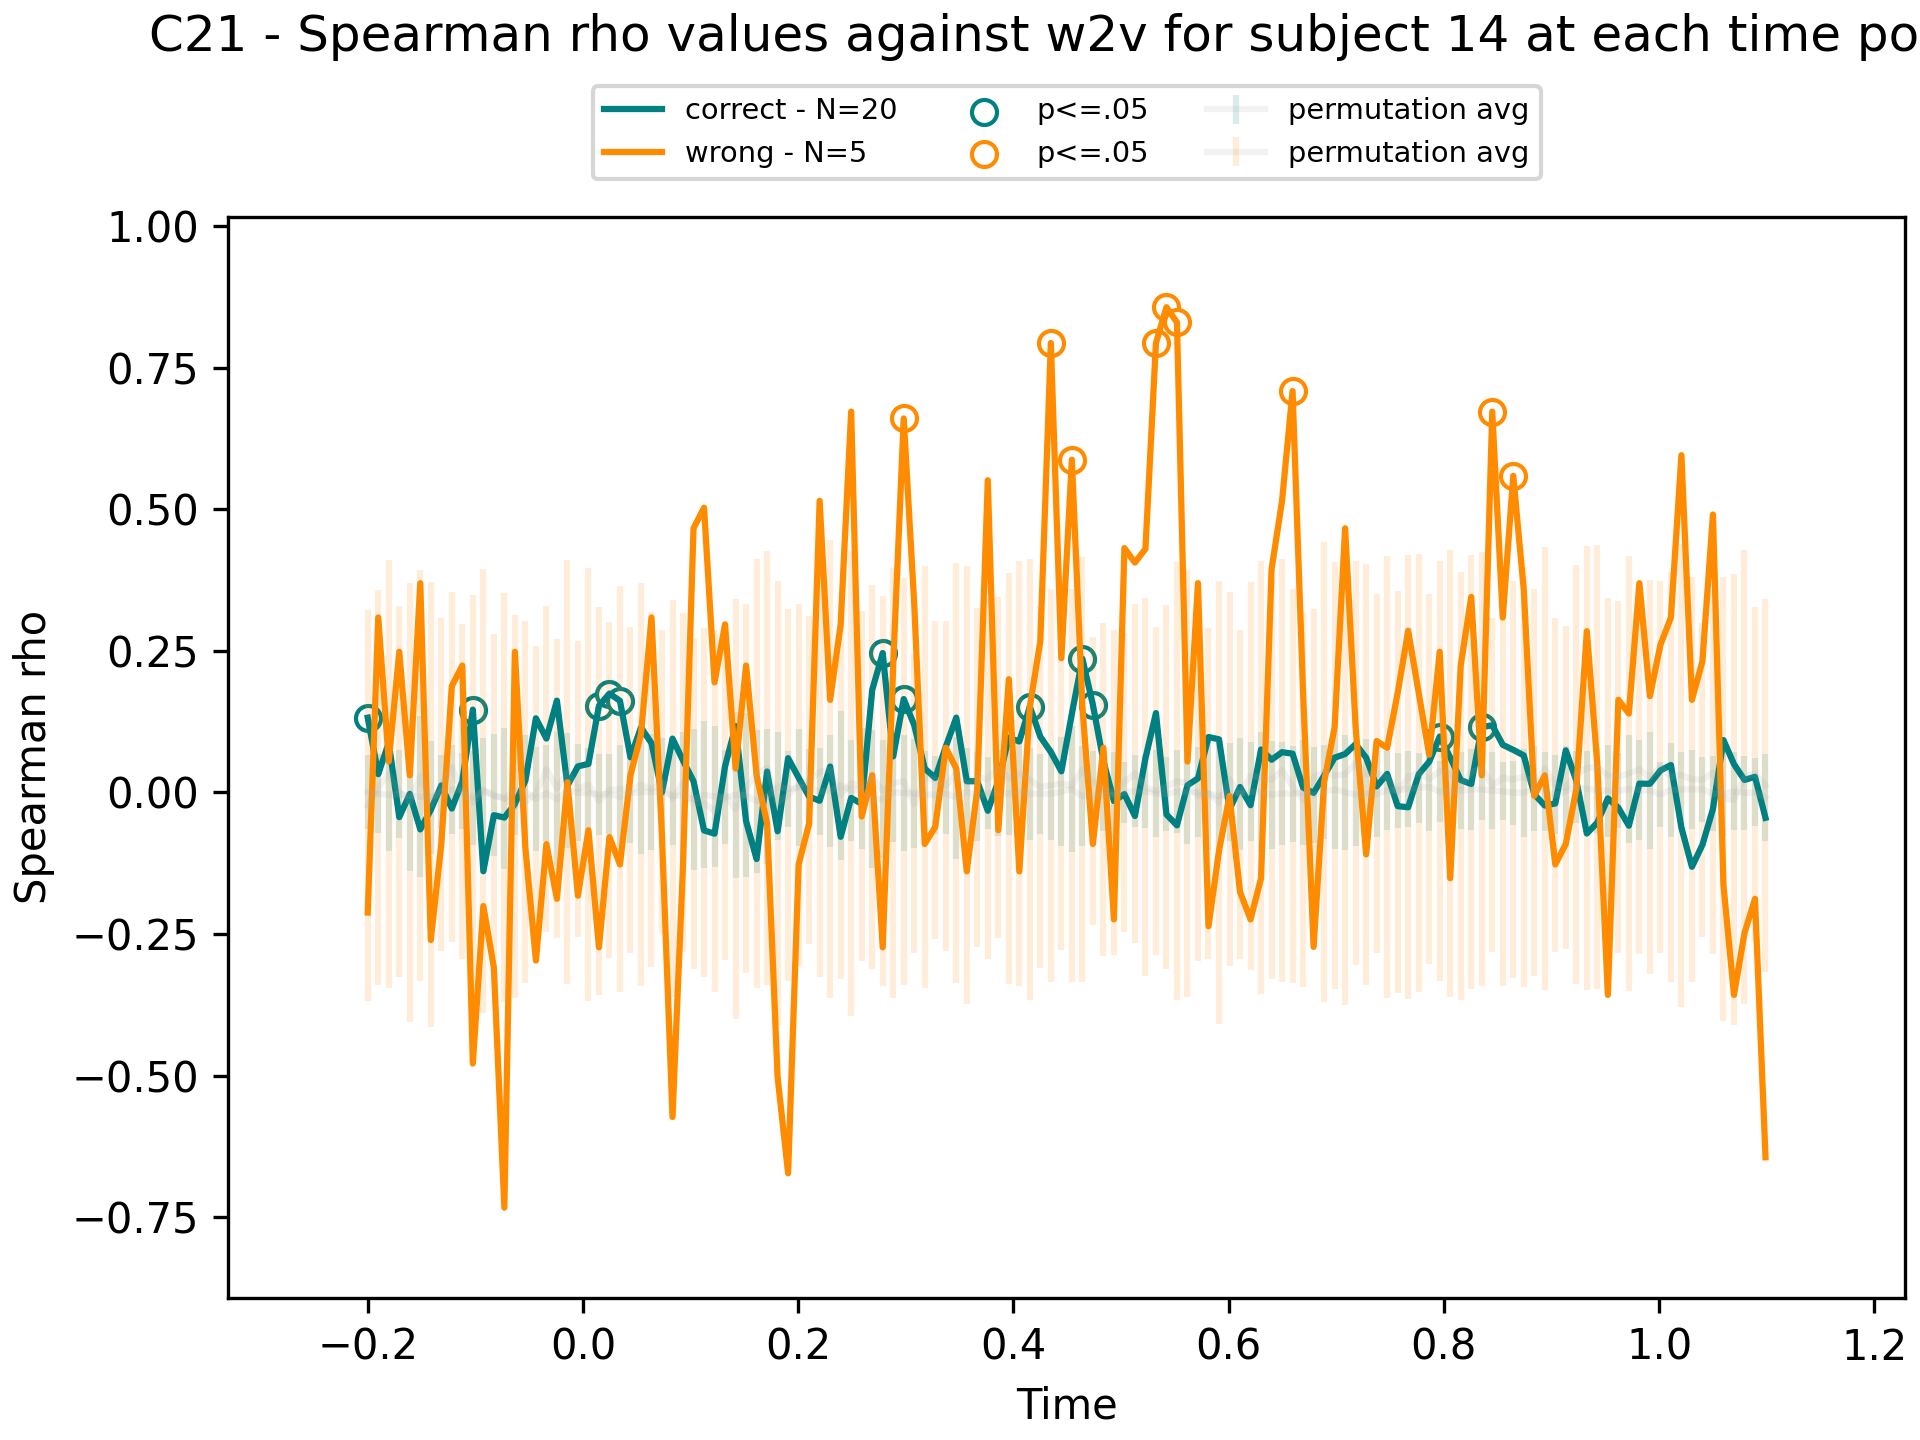 C21 - Spearman rho values against w2v for subject 14 at each time po
correct - N=20
wrong - N=5
p<=.05
p<=.05
permutation avg
permutation avg
1.00
0.75
0.50
0.25
0.00
−0.25
−0.50
−0.75
Spearman rho
−0.2
0.0
0.2
0.4
0.6
0.8
1.0
1.2
Time